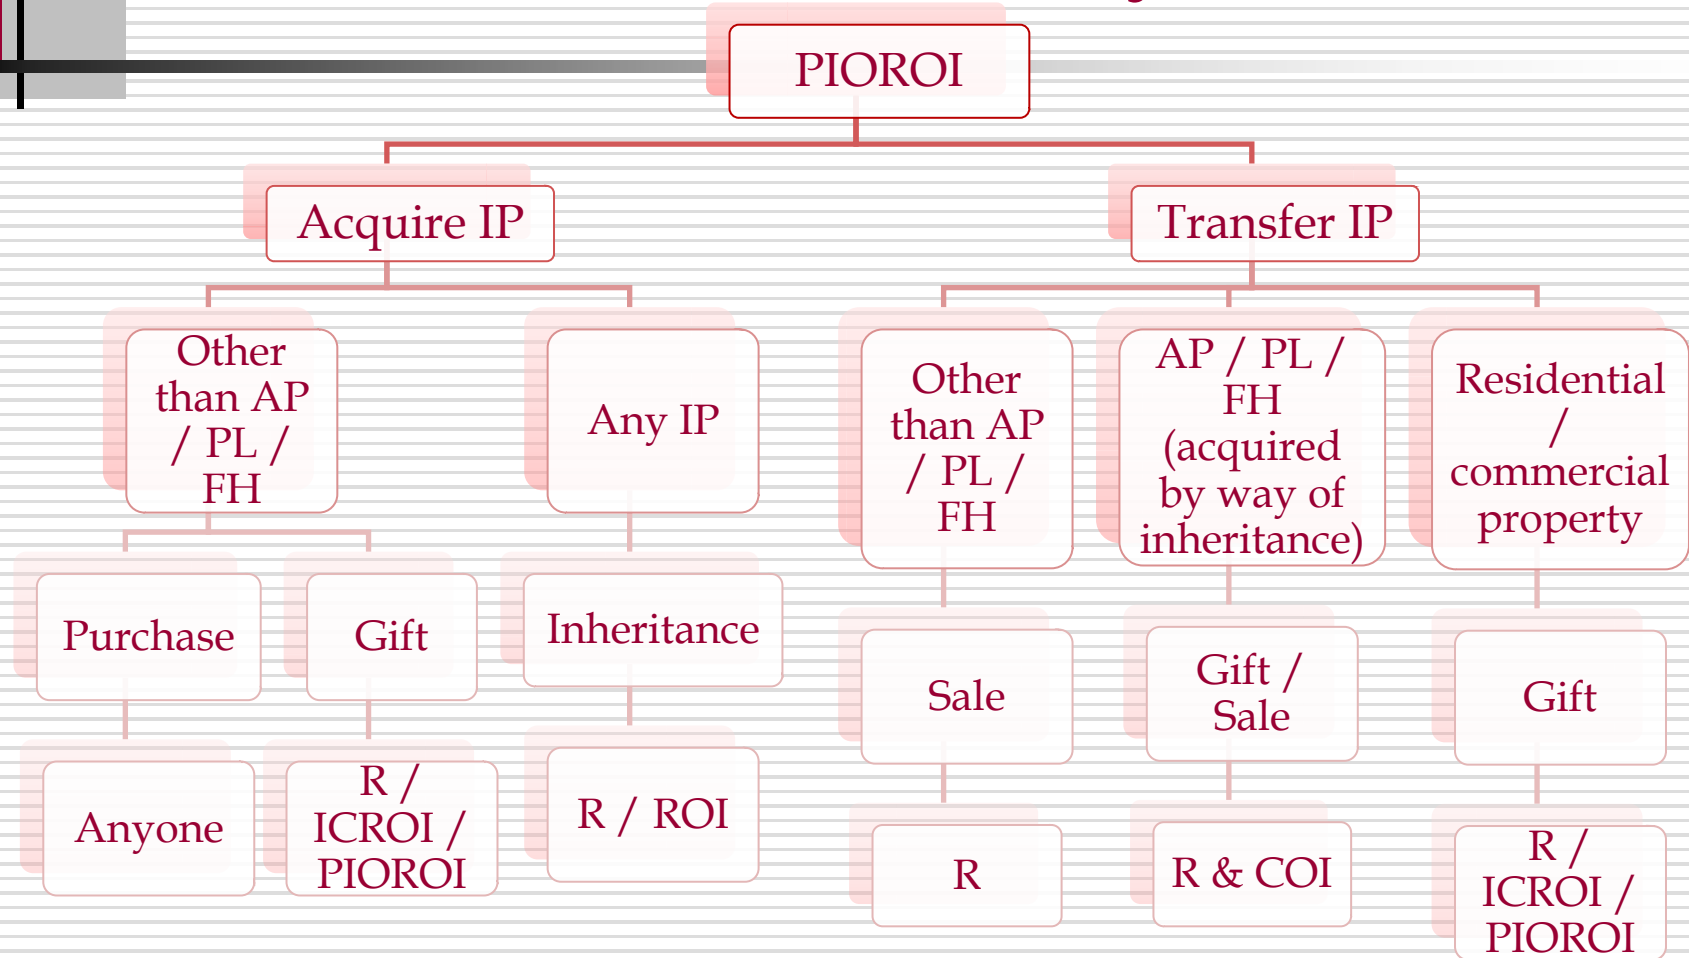 PIOROI
Acquire IP
Transfer IP
Other
than AP
/ PL /
FH
Any IP
Other
than AP
/ PL /
FH
AP / PL /
FH
(acquired
by way of
inheritance)
Residential
/
commercial
property
Purchase
Gift
Inheritance
Sale
Gift /
Sale
Gift
Anyone
R /
ICROI /
PIOROI
R / ROI
R
R & COI
R /
ICROI /
PIOROI